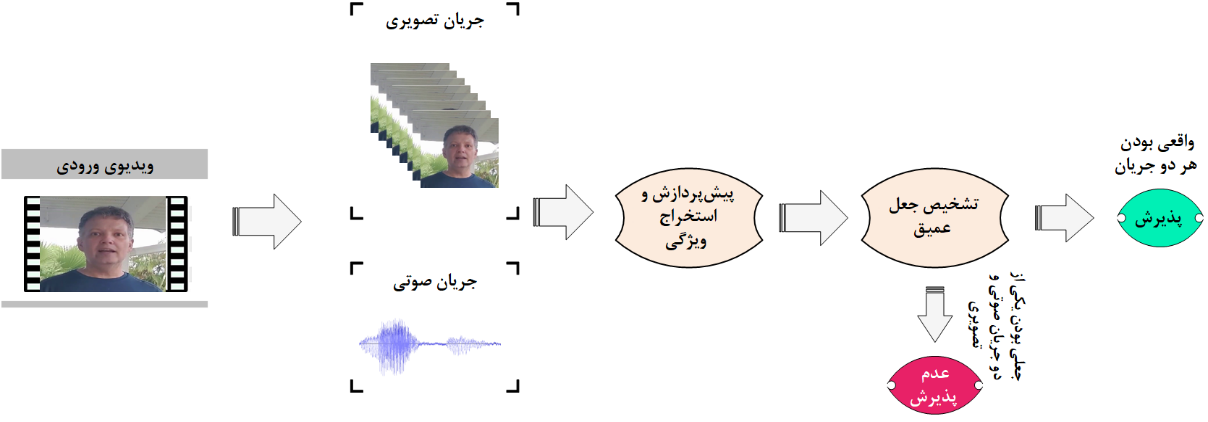 ویدیوی ورودی
جریان تصویری
جریان صوتی
پیش‌پردازش و
استخراج
ویژگی
تشخیص جعل
عمیق
واقعی بودن
هر دو جریان
پذیرش
جعلی بودن یکی از
دو جریان صوتی و
تصویری
عدم
پذیرش